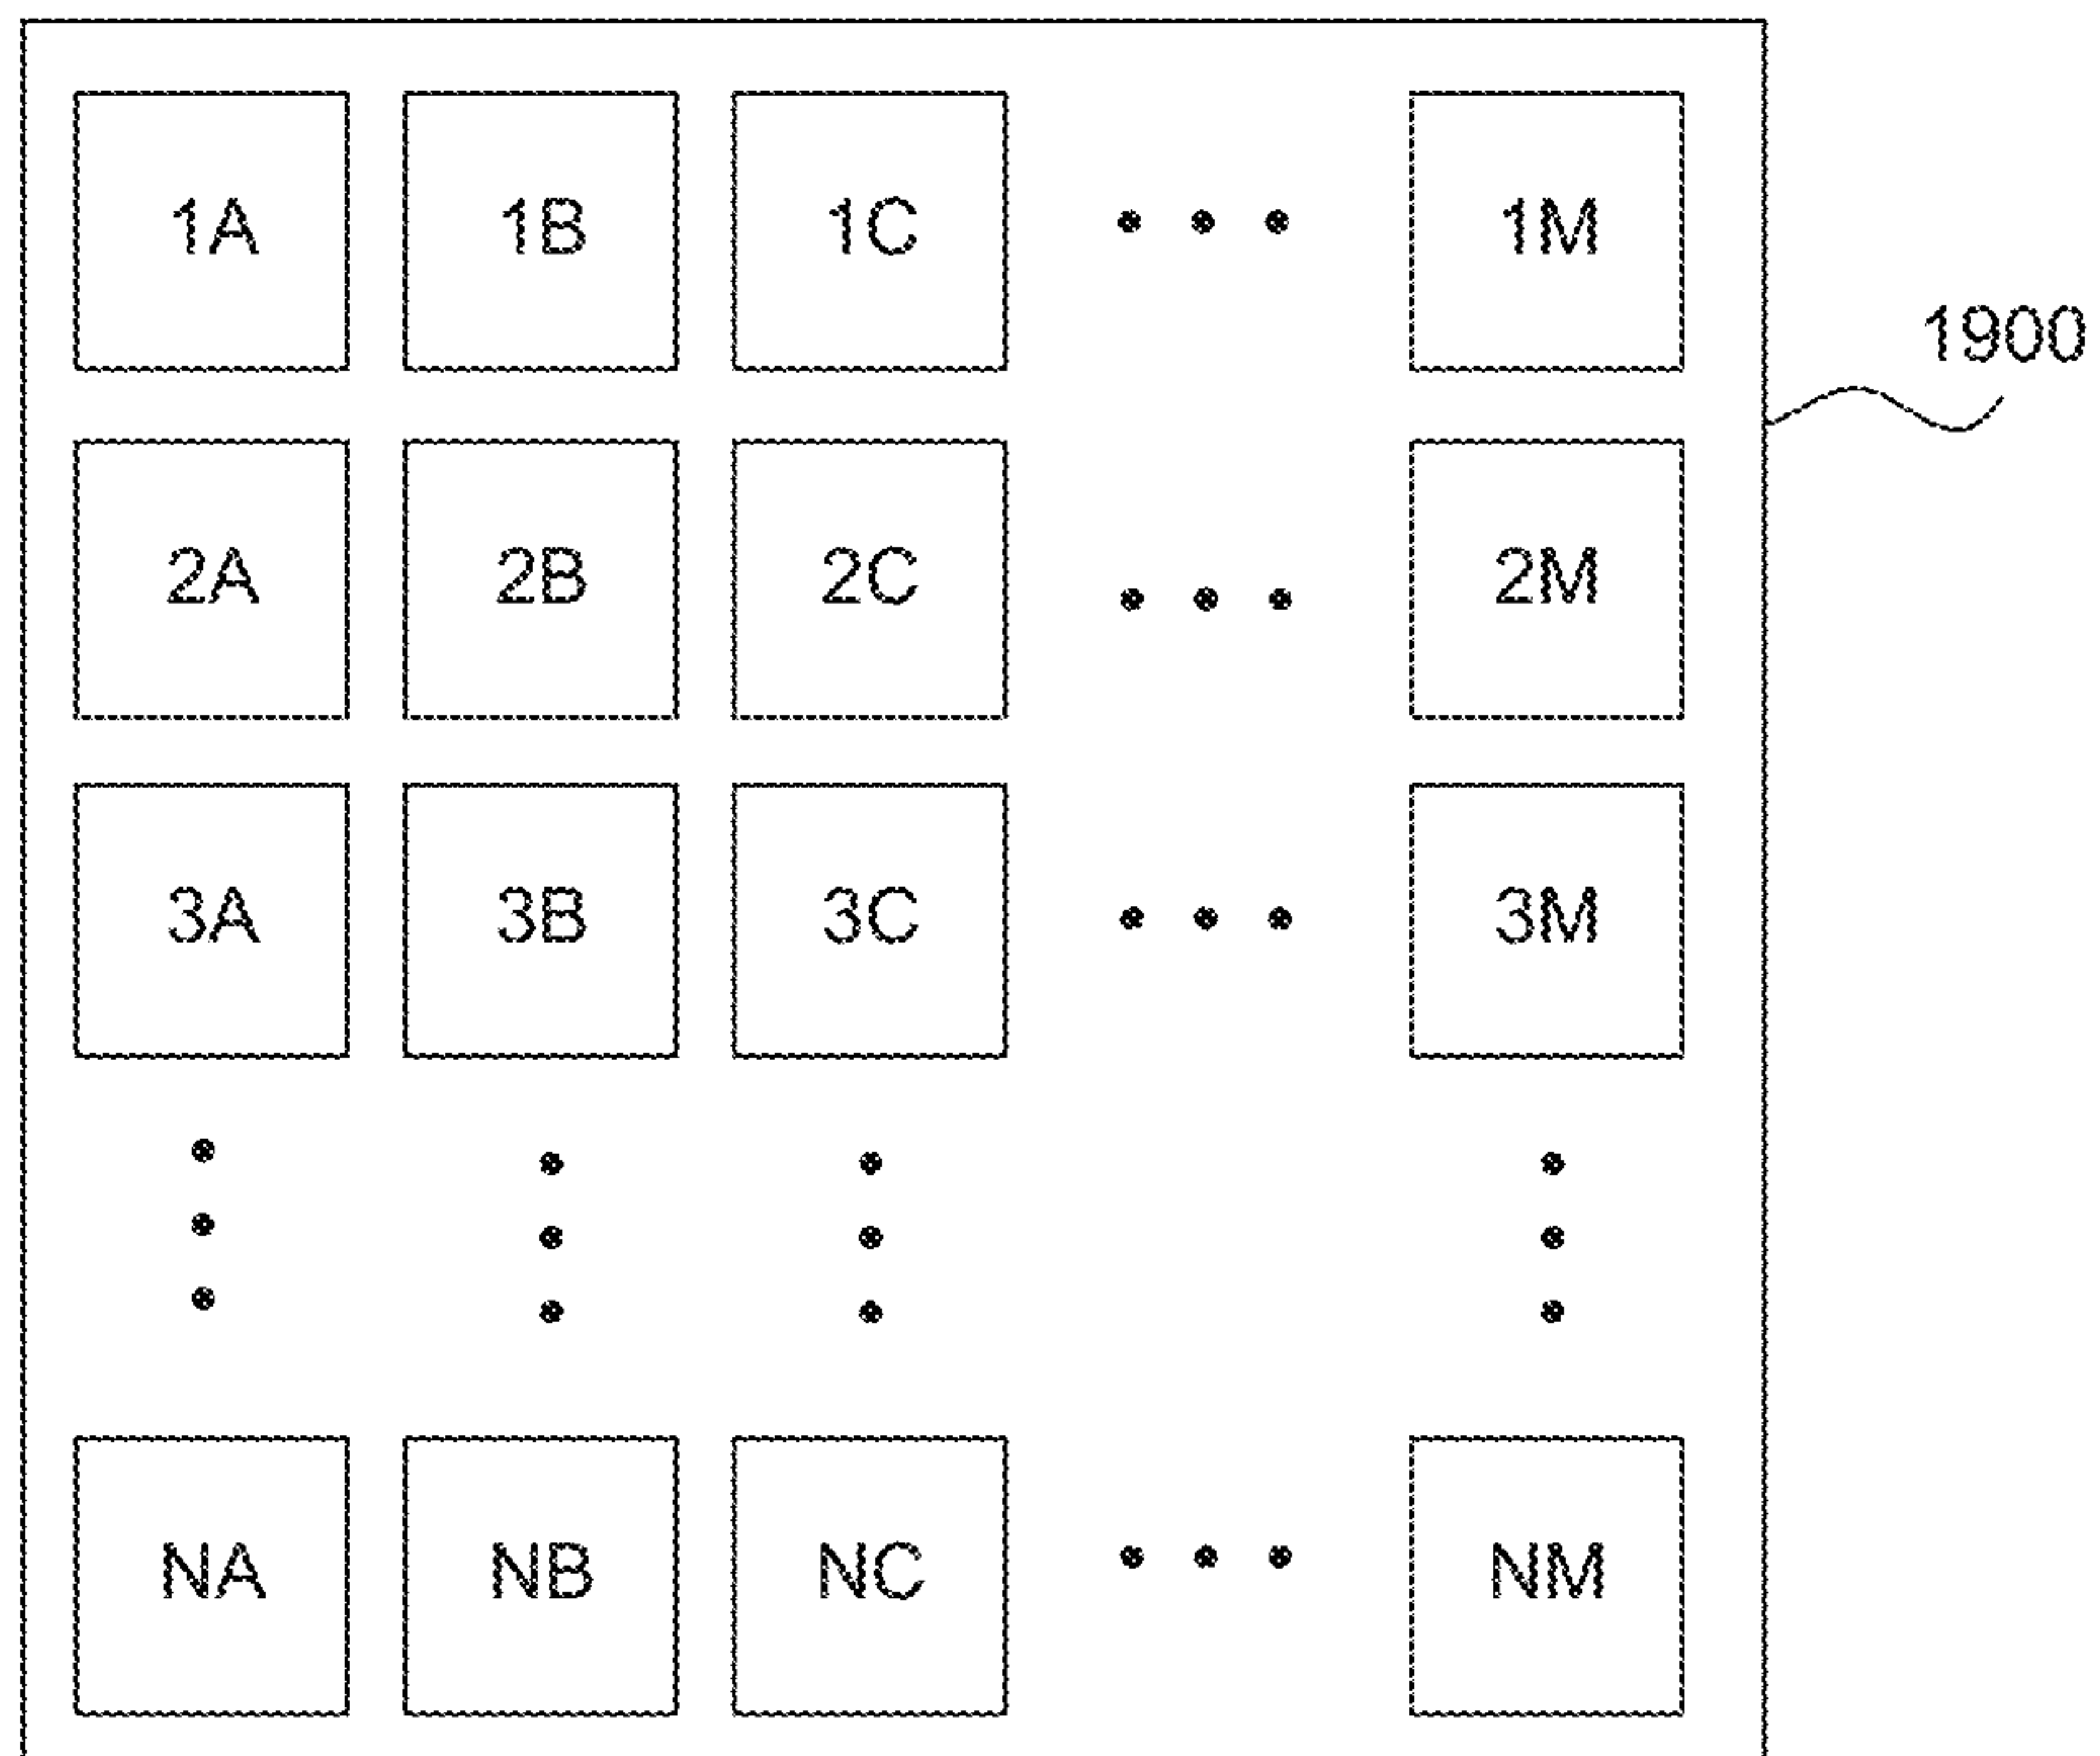 1A 1B 1C • • • 1M
1900
2A 2B 2C • • • 2M
3A 3B 3C • • • 3M
NA NB NC • • • NM